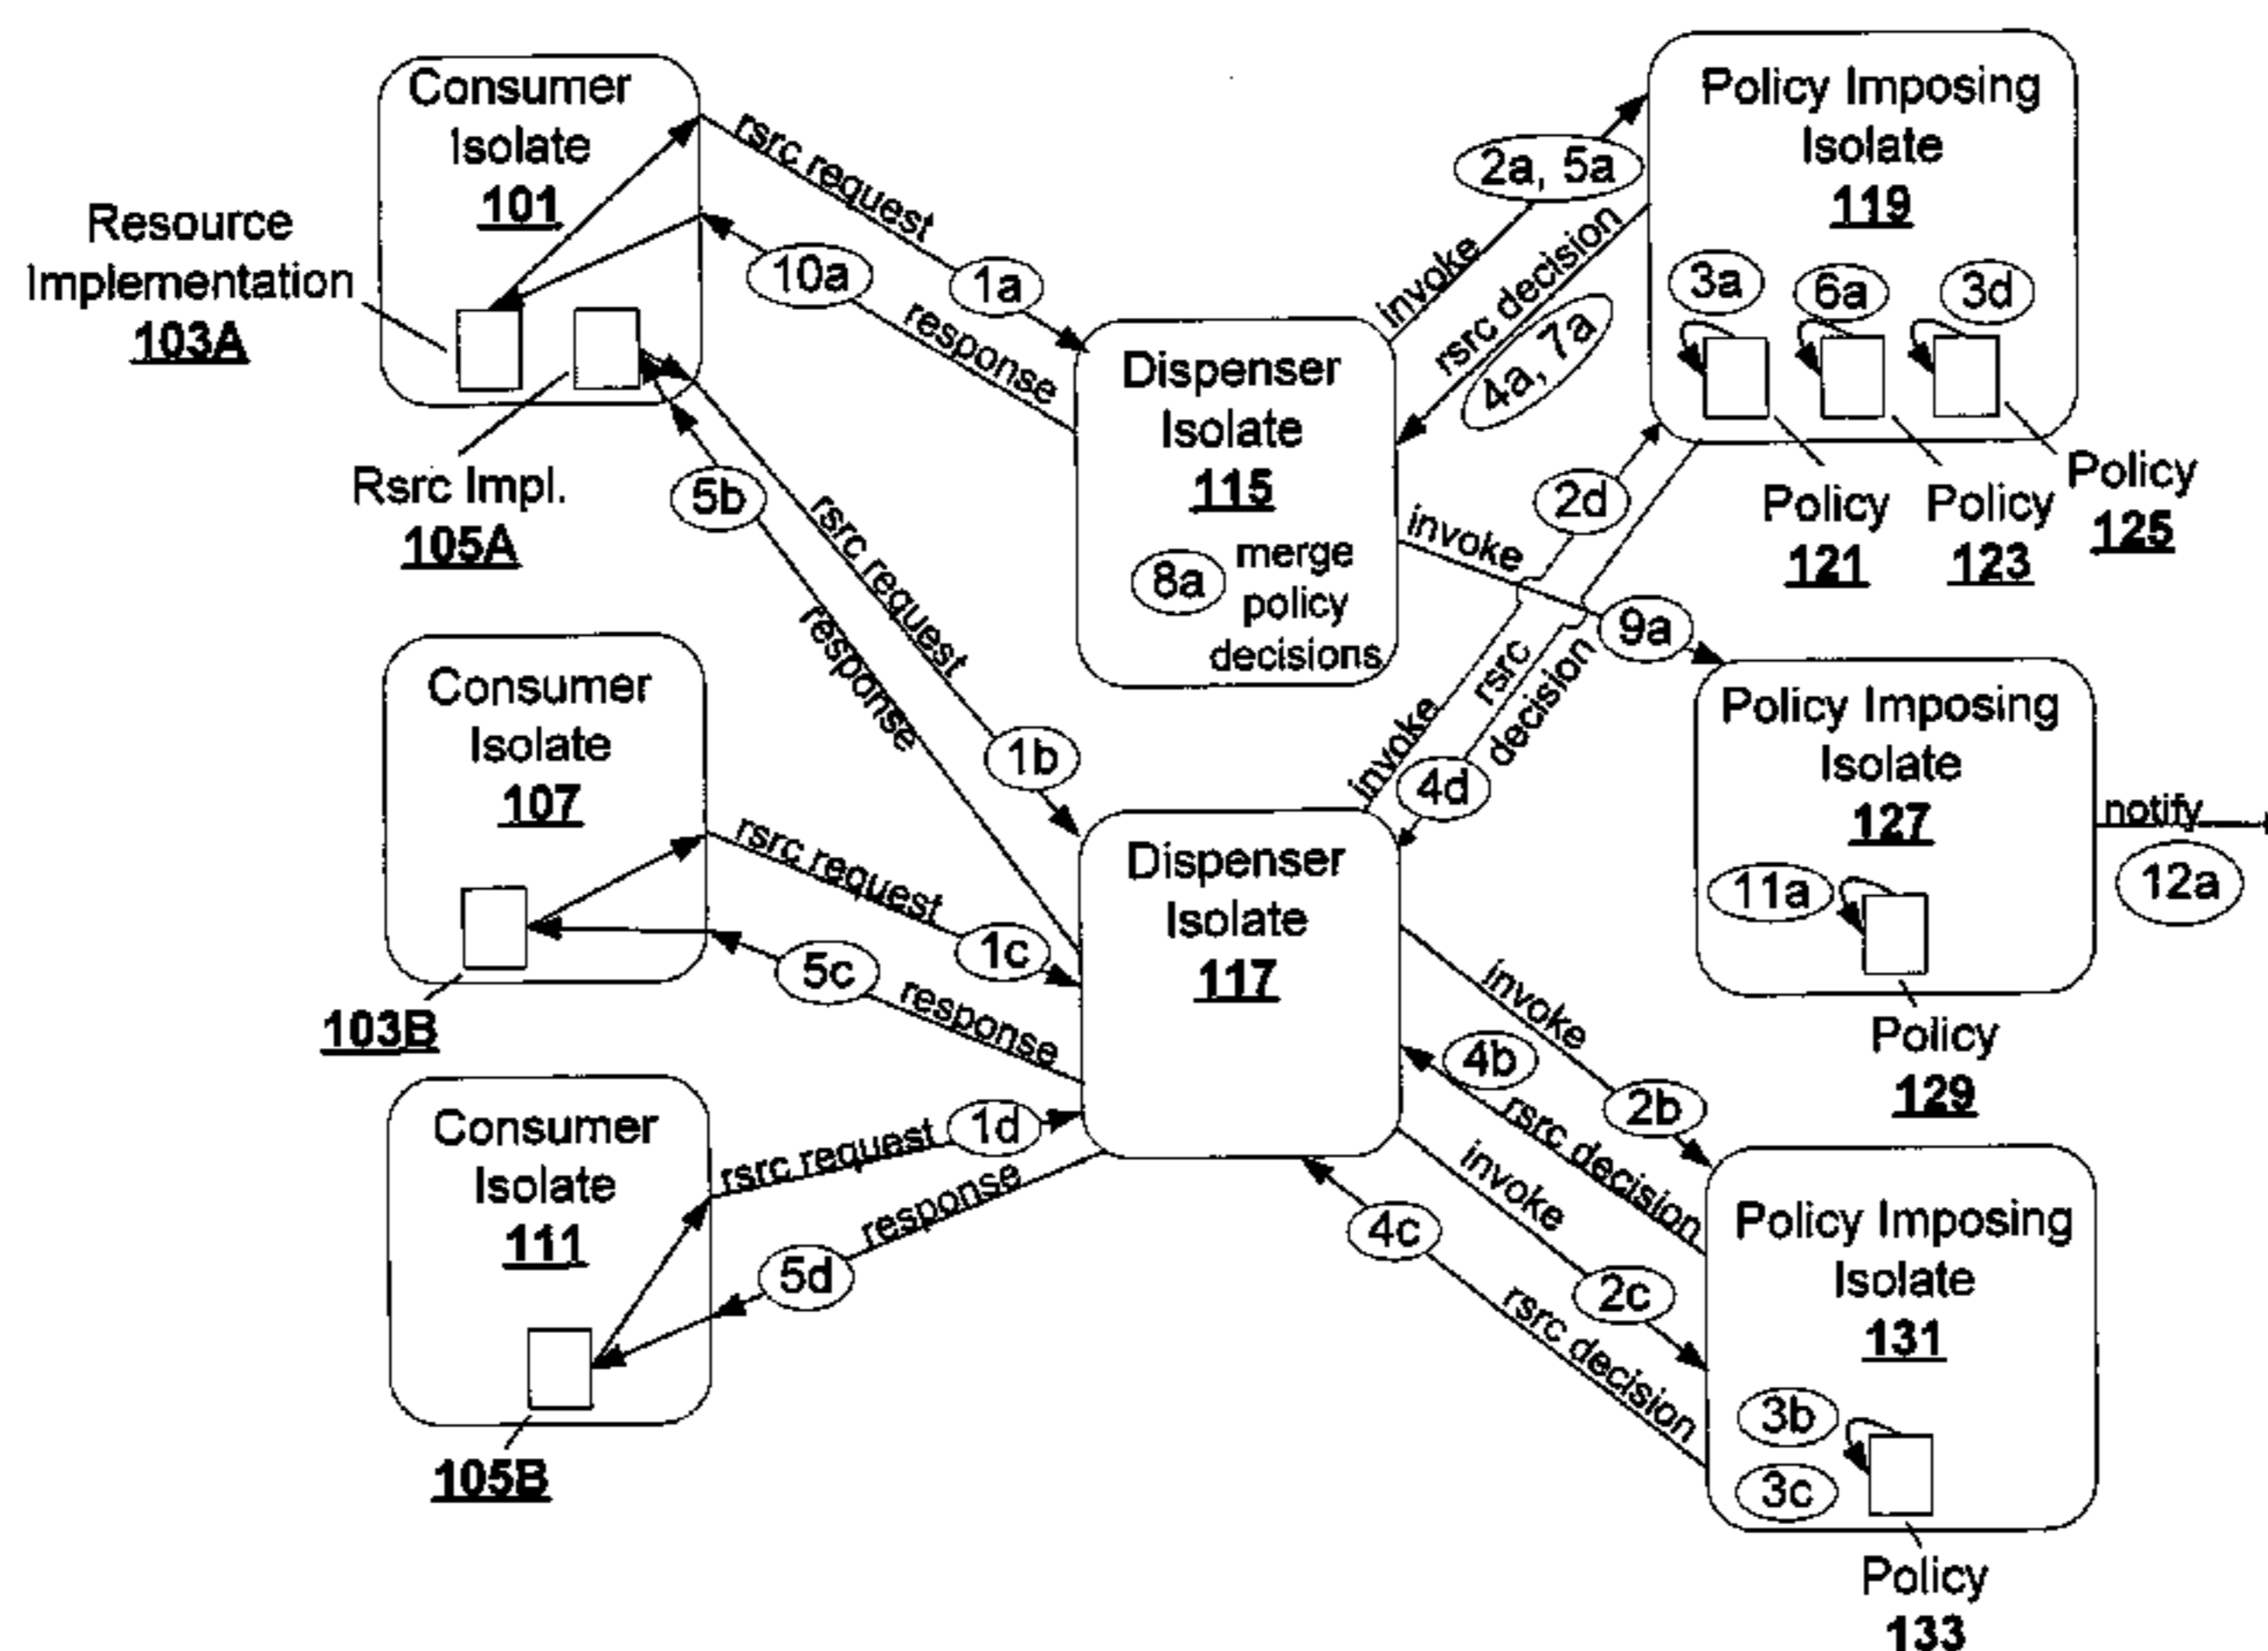 Consumer
Isolate
101
Resource
Implementation
103A
Rsrc Impl.
105A
rsrc request
1a
10a
response
5b
rsrc request
response
1b
Dispenser
Isolate
115
8a
merge
policy
decisions
2a, 5a
invoke
rsrc decision
4a, 7a
Policy Imposing
Isolate
119
3a
6a
3d
Policy
121
Policy
123
Policy
125
2d
invoke
9a
invoke
rsrc
decision
4d
Consumer
Isolate
107
103B
rsrc request
1c
5c
response
Dispenser
Isolate
117
Policy Imposing
Isolate
127
11a
notify
12a
Policy
129
Consumer
Isolate
111
105B
rsrc request
1d
response
5d
invoke
2b
4b
rsrc decision
invoke
2c
4c
rsrc decision
Policy Imposing
Isolate
131
3b
3c
Policy
133